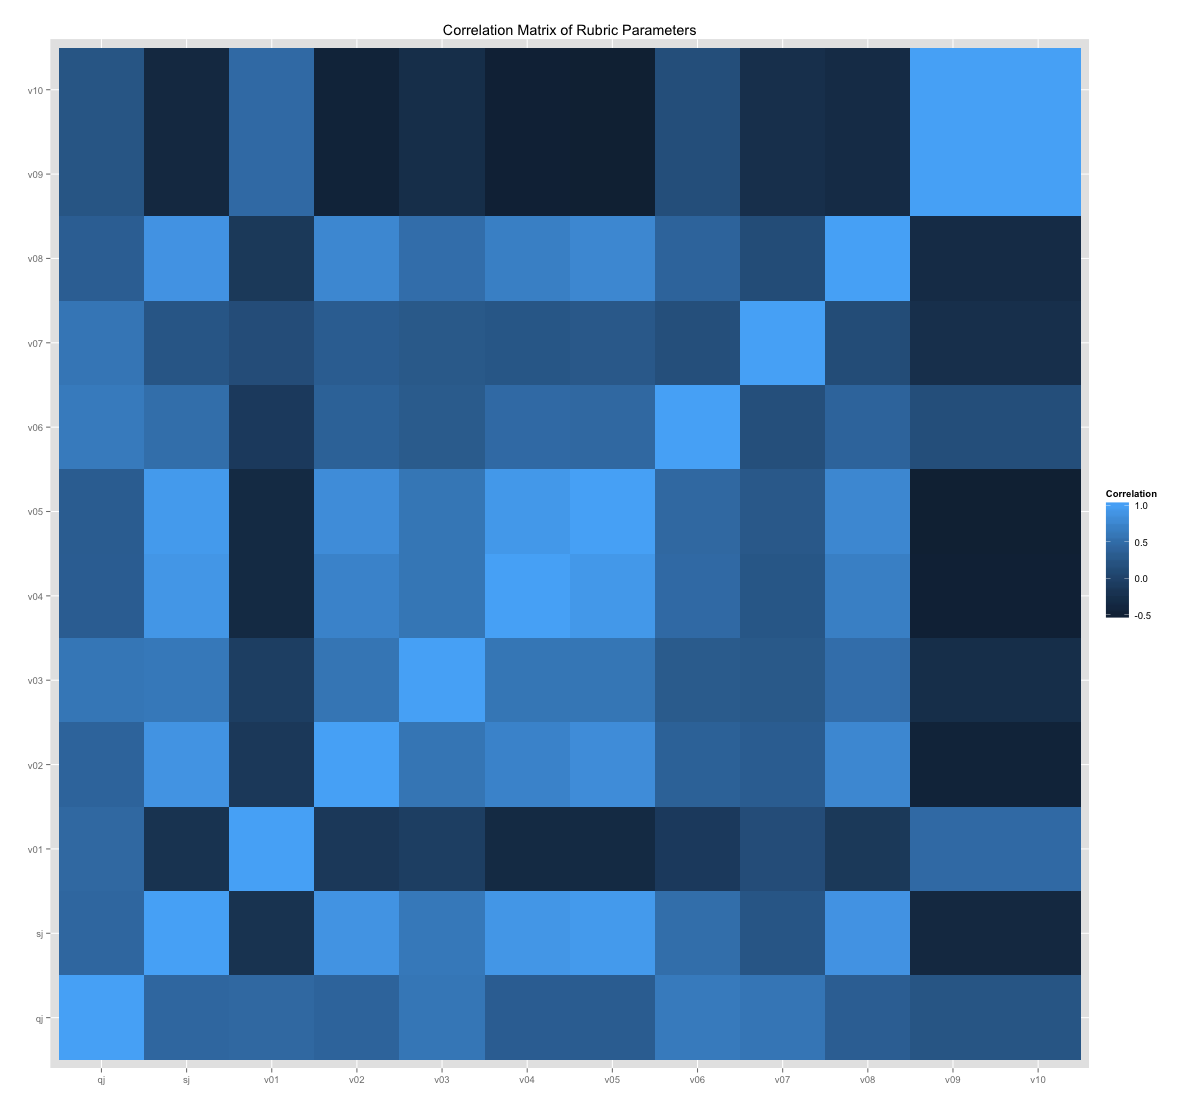 Correlation Matrix of Rubric Parameters
v10
v09
v08
v07
v06
v05
v04
v03
v02
v01
sj
qj
qj sj v01 v02 v03 v04 v05 v06 v07 v08 v09 v10
Correlation
1.0
0.5
0.0
-0.5